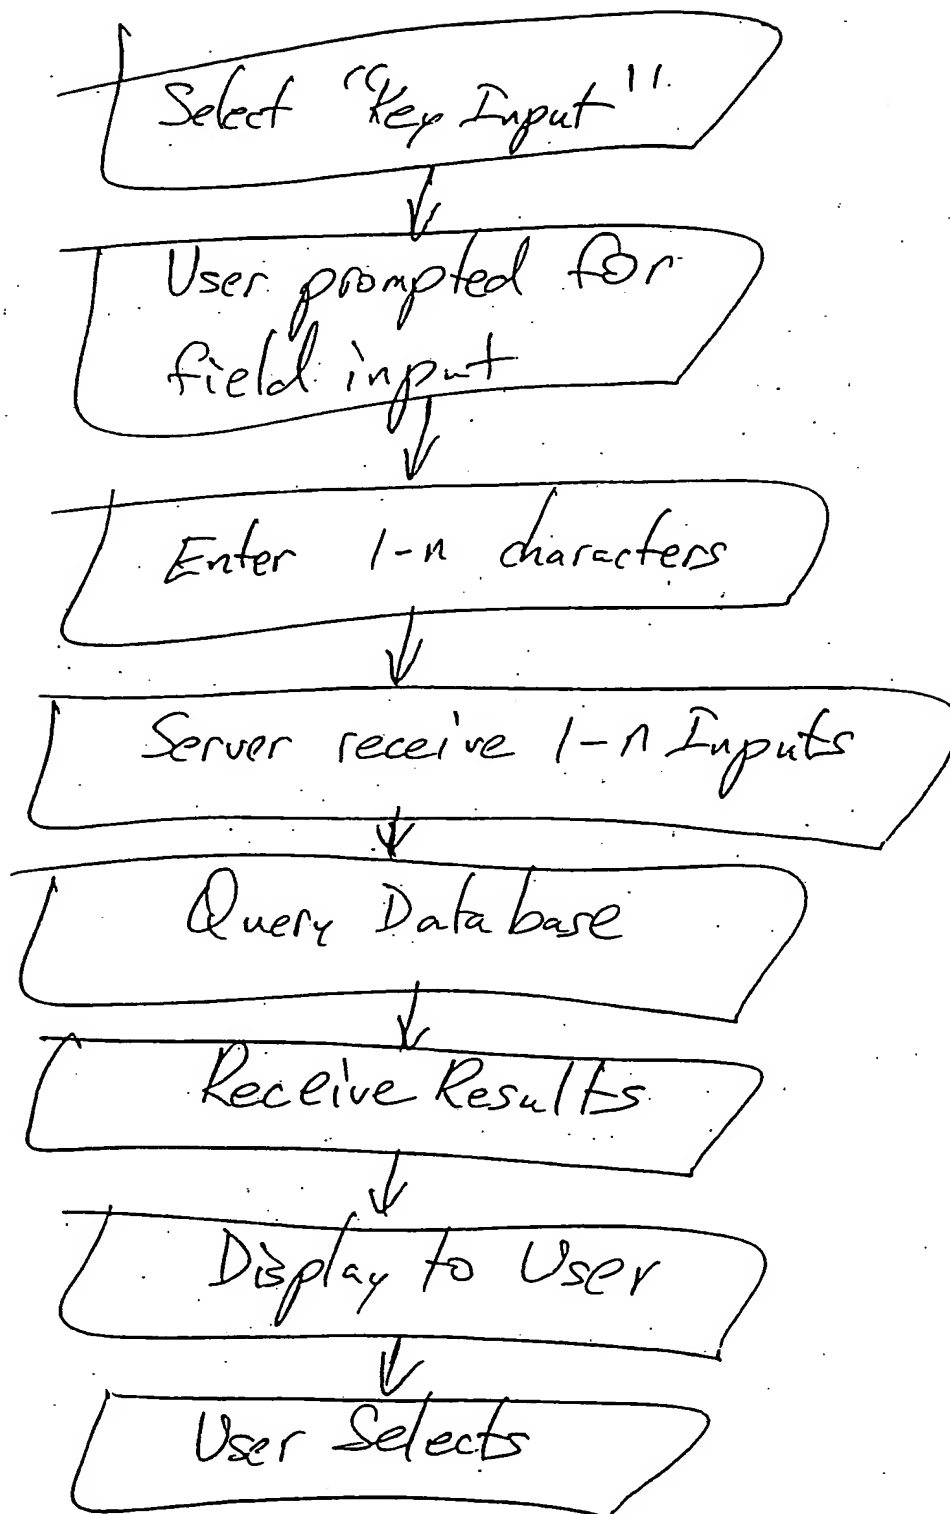 Select "Key Input"
User prompted for
field input
Enter 1-n characters
Server receive 1-n Inputs
Query Database
Receive Results
Display to User
User Selects